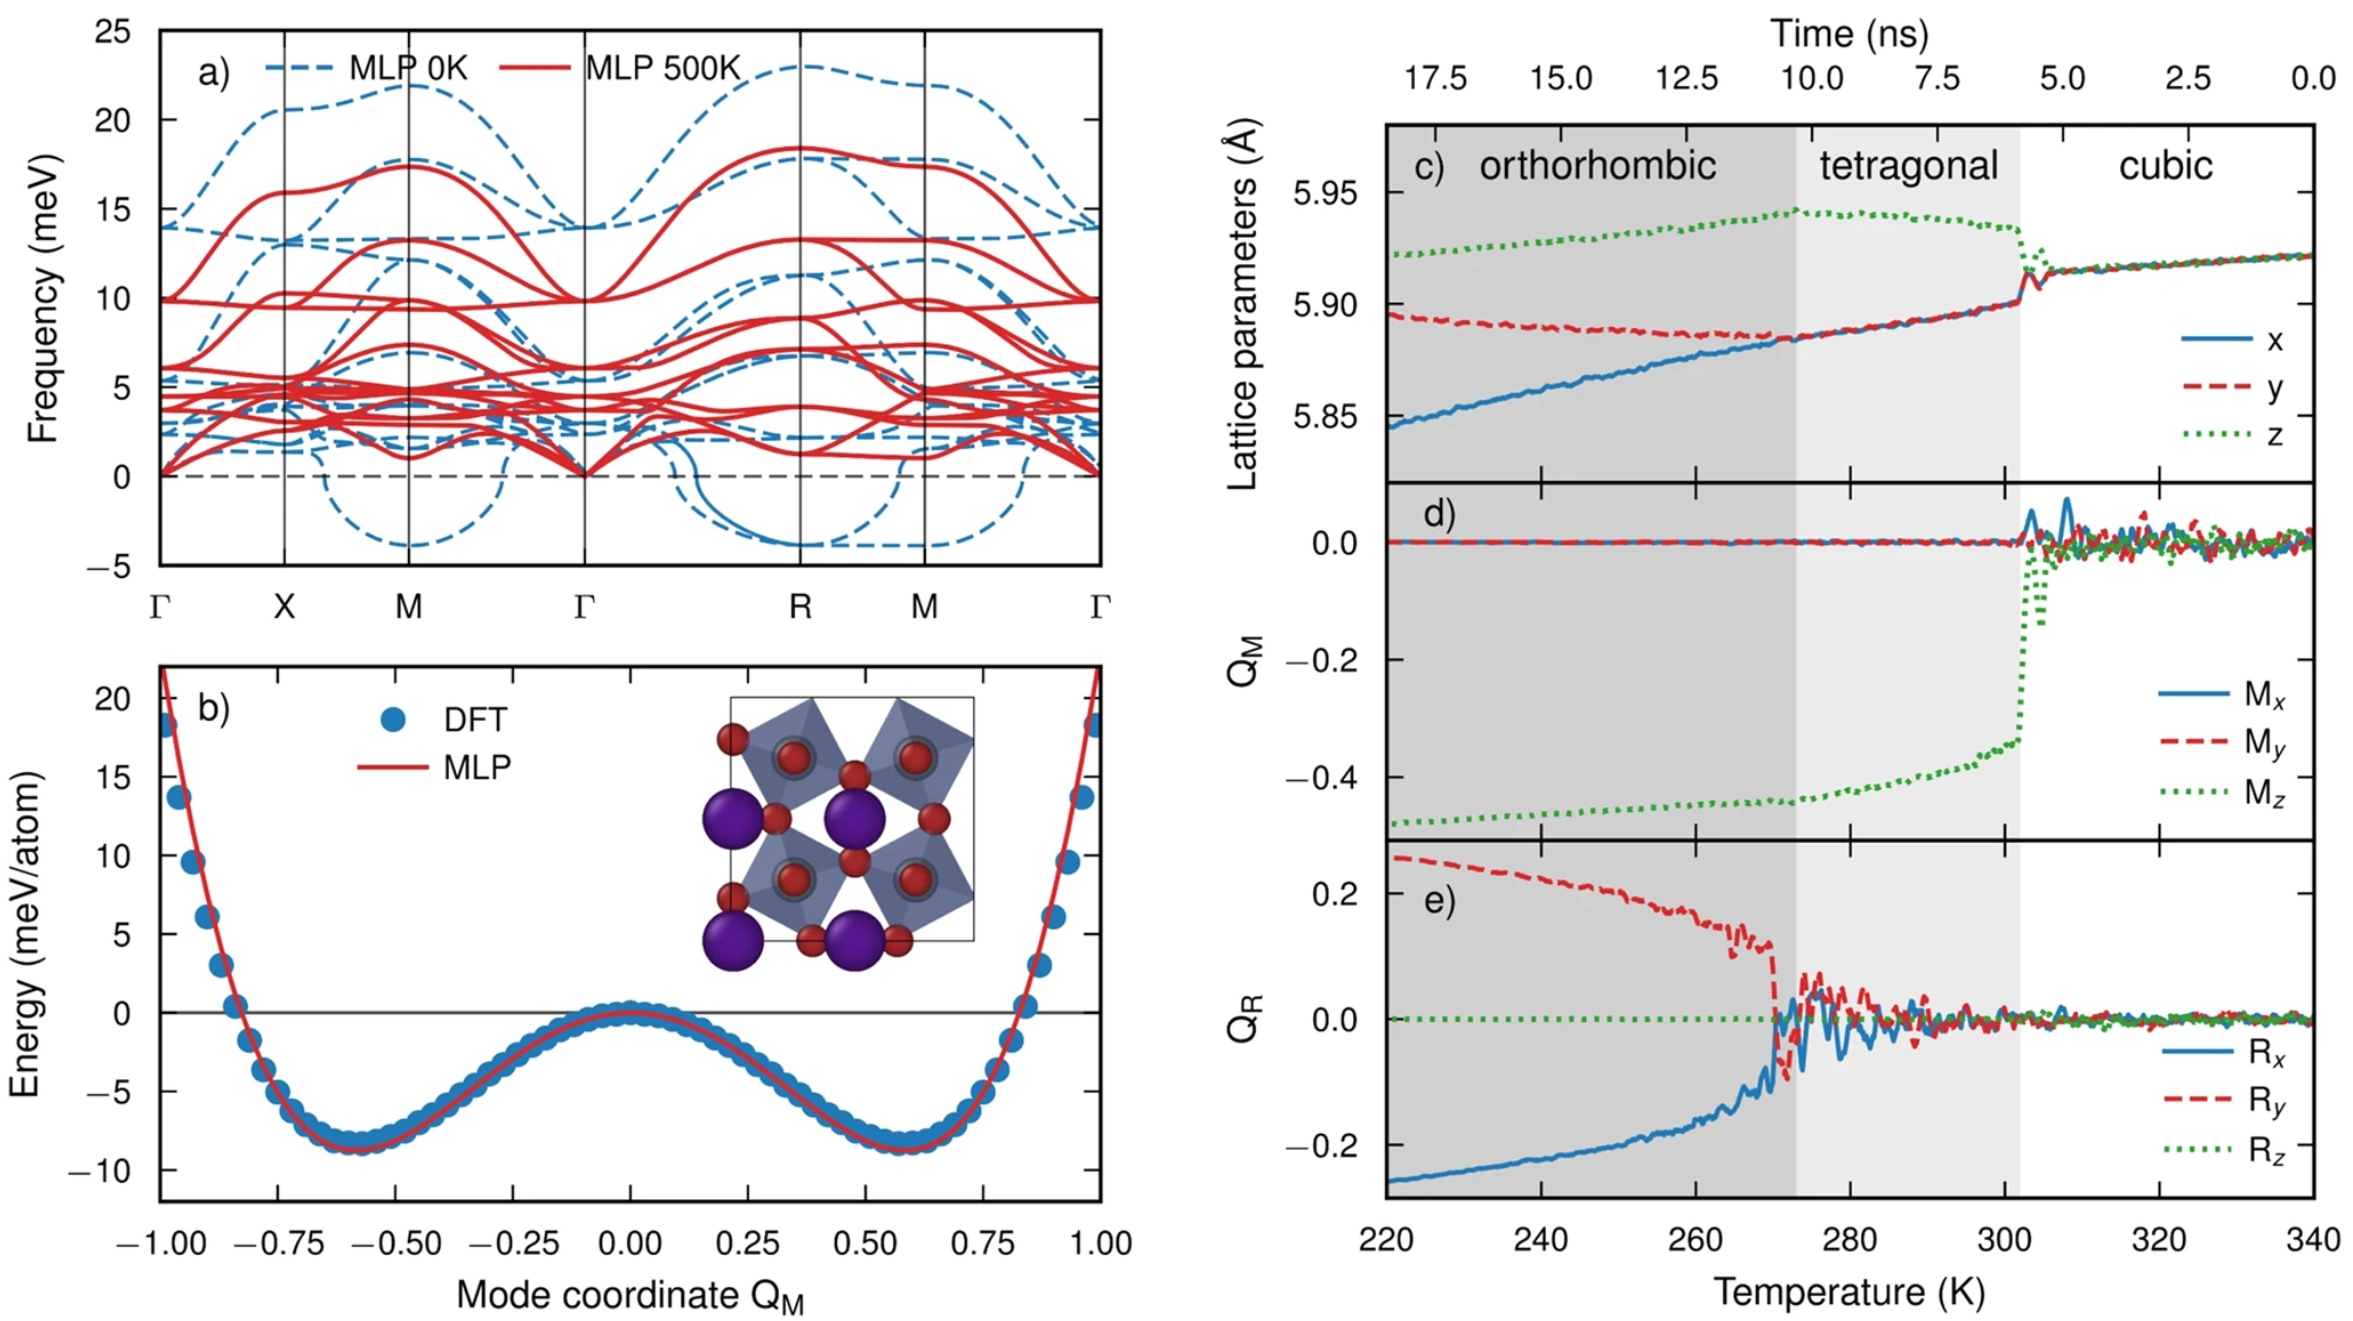 a)
MLP 0K
MLP 500K
25
20
15
10
5
0
−5
Frequency (meV)
Γ X M Γ R M Γ
b)
DFT
MLP
20
15
10
5
0
−5
−10
Energy (meV/atom)
−1.00 −0.75 −0.50 −0.25 0.00 0.25 0.50 0.75 1.00
Mode coordinate Q_M
Time (ns)
17.5 15.0 12.5 10.0 7.5 5.0 2.5 0.0
c) orthorhombic tetragonal cubic
5.95
5.90
5.85
Lattice parameters (Å)
x
y
z
d)
0.0
−0.2
−0.4
Q_M
M_x
M_y
M_z
e)
0.2
0.0
−0.2
Q_R
R_x
R_y
R_z
220 240 260 280 300 320 340
Temperature (K)